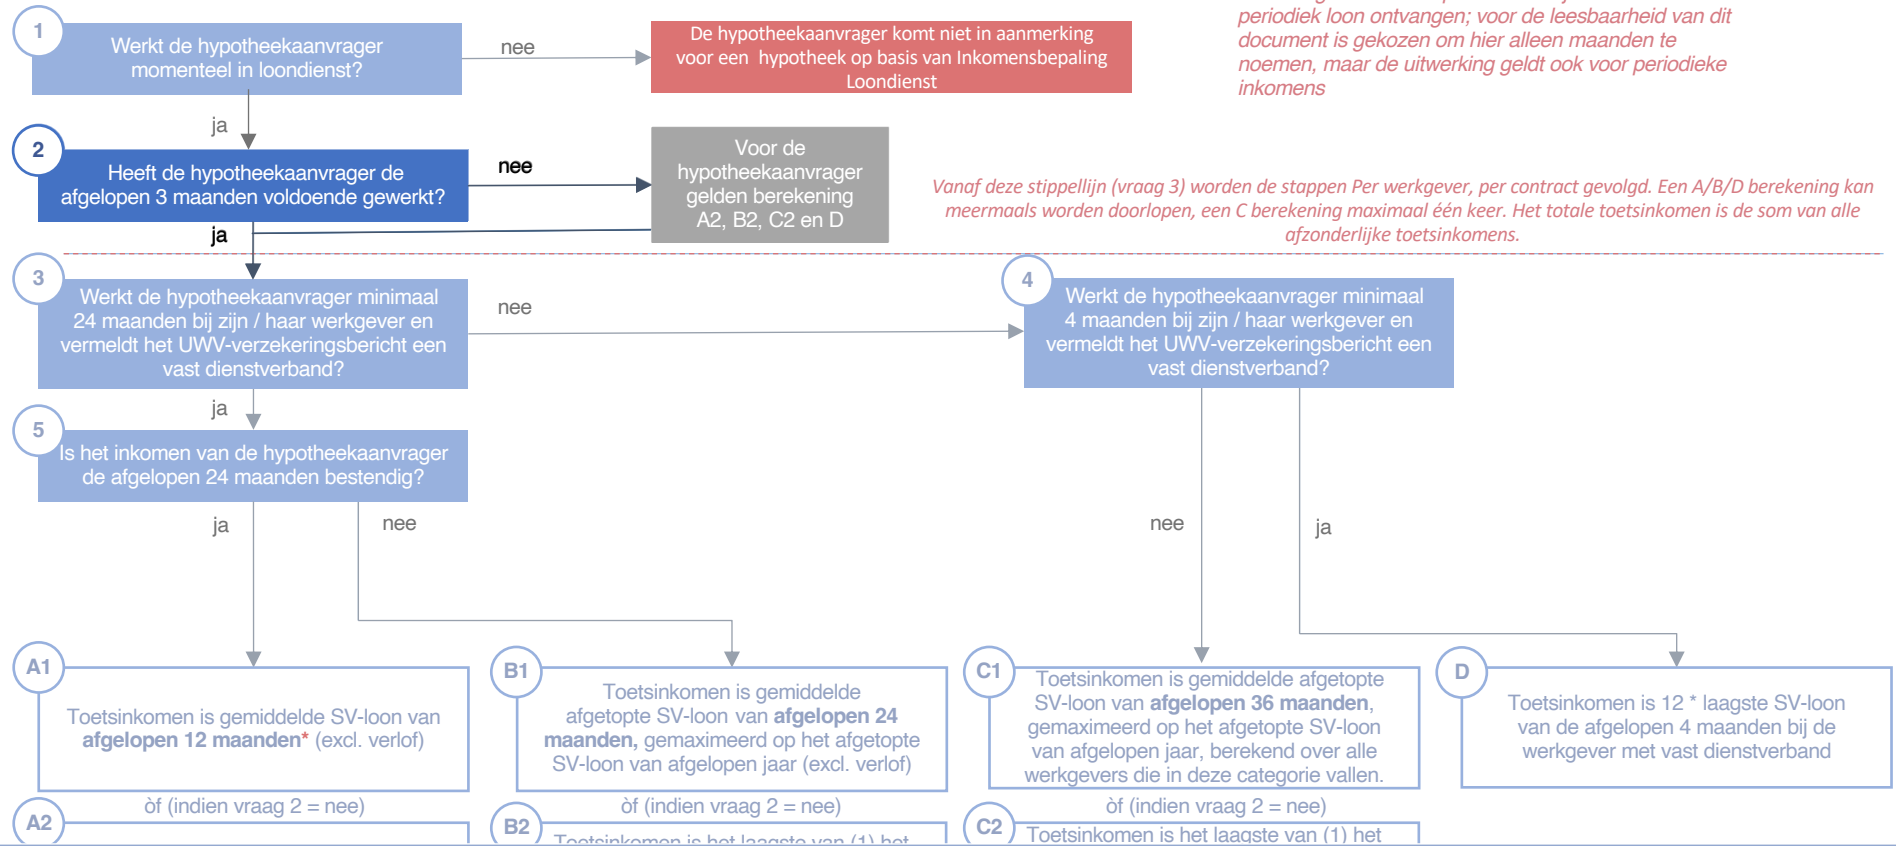 periodiek loon ontvangen; voor de leesbaarheid van dit
document is gekozen om hier alleen maanden te
noemen, maar de uitwerking geldt ook voor periodieke
inkomens
1
Werkt de hypotheekaanvrager
momenteel in loondienst?
nee
De hypotheekaanvrager komt niet in aanmerking
voor een hypotheek op basis van Inkomensbepaling
Loondienst
ja
2
Heeft de hypotheekaanvrager de
afgelopen 3 maanden voldoende gewerkt?
nee
Voor de
hypotheekaanvrager
gelden berekening
A2, B2, C2 en D
ja
Vanaf deze stippellijn (vraag 3) worden de stappen Per werkgever, per contract gevolgd. Een A/B/D berekening kan
meermaals worden doorlopen, een C berekening maximaal één keer. Het totale toetsinkomen is de som van alle
afzonderlijke toetsinkomens.
3
Werkt de hypotheekaanvrager minimaal
24 maanden bij zijn / haar werkgever en
vermeldt het UWV-verzekeringsbericht een
vast dienstverband?
nee
4
Werkt de hypotheekaanvrager minimaal
4 maanden bij zijn / haar werkgever en
vermeldt het UWV-verzekeringsbericht een
vast dienstverband?
ja
5
Is het inkomen van de hypotheekaanvrager
de afgelopen 24 maanden bestendig?
ja
nee
nee
ja
A1
Toetsinkomen is gemiddelde SV-loon van
afgelopen 12 maanden* (excl. verlof)
B1
Toetsinkomen is gemiddelde
afgetopte SV-loon van afgelopen 24
maanden, gemaximeerd op het afgetopte
SV-loon van afgelopen jaar (excl. verlof)
C1
Toetsinkomen is gemiddelde afgetopte
SV-loon van afgelopen 36 maanden,
gemaximeerd op het afgetopte SV-loon
van afgelopen jaar, berekend over alle
werkgevers die in deze categorie vallen.
D
Toetsinkomen is 12 * laagste SV-loon
van de afgelopen 4 maanden bij de
werkgever met vast dienstverband
òf (indien vraag 2 = nee)
òf (indien vraag 2 = nee)
òf (indien vraag 2 = nee)
A2
B2
Toetsinkomen is het laagste van (1) het
C2
Toetsinkomen is het laagste van (1) het